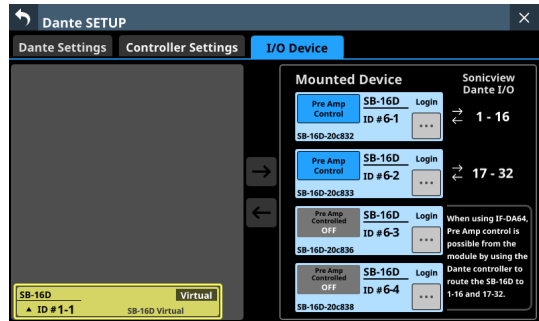 Dante SETUP
Dante Settings
Controller Settings
I/O Device
Mounted Device
Sonicview
Dante I/O
Pre Amp
Control
SB-16D
Login
ID #6-1
...
SB-16D-20c832
1 - 16
Pre Amp
Control
SB-16D
Login
ID #6-2
...
SB-16D-20c833
17 - 32
Pre Amp
Controlled
OFF
SB-16D
Login
ID #6-3
...
SB-16D-20c836
Pre Amp
Controlled
OFF
SB-16D
Login
ID #6-4
...
SB-16D-20c838
When using IF-DA64,
Pre Amp control is
possible from the
module by using the
Dante controller to
route the SB-16D to
1-16 and 17-32.
SB-16D
Virtual
ID #1-1
SB-16D Virtual